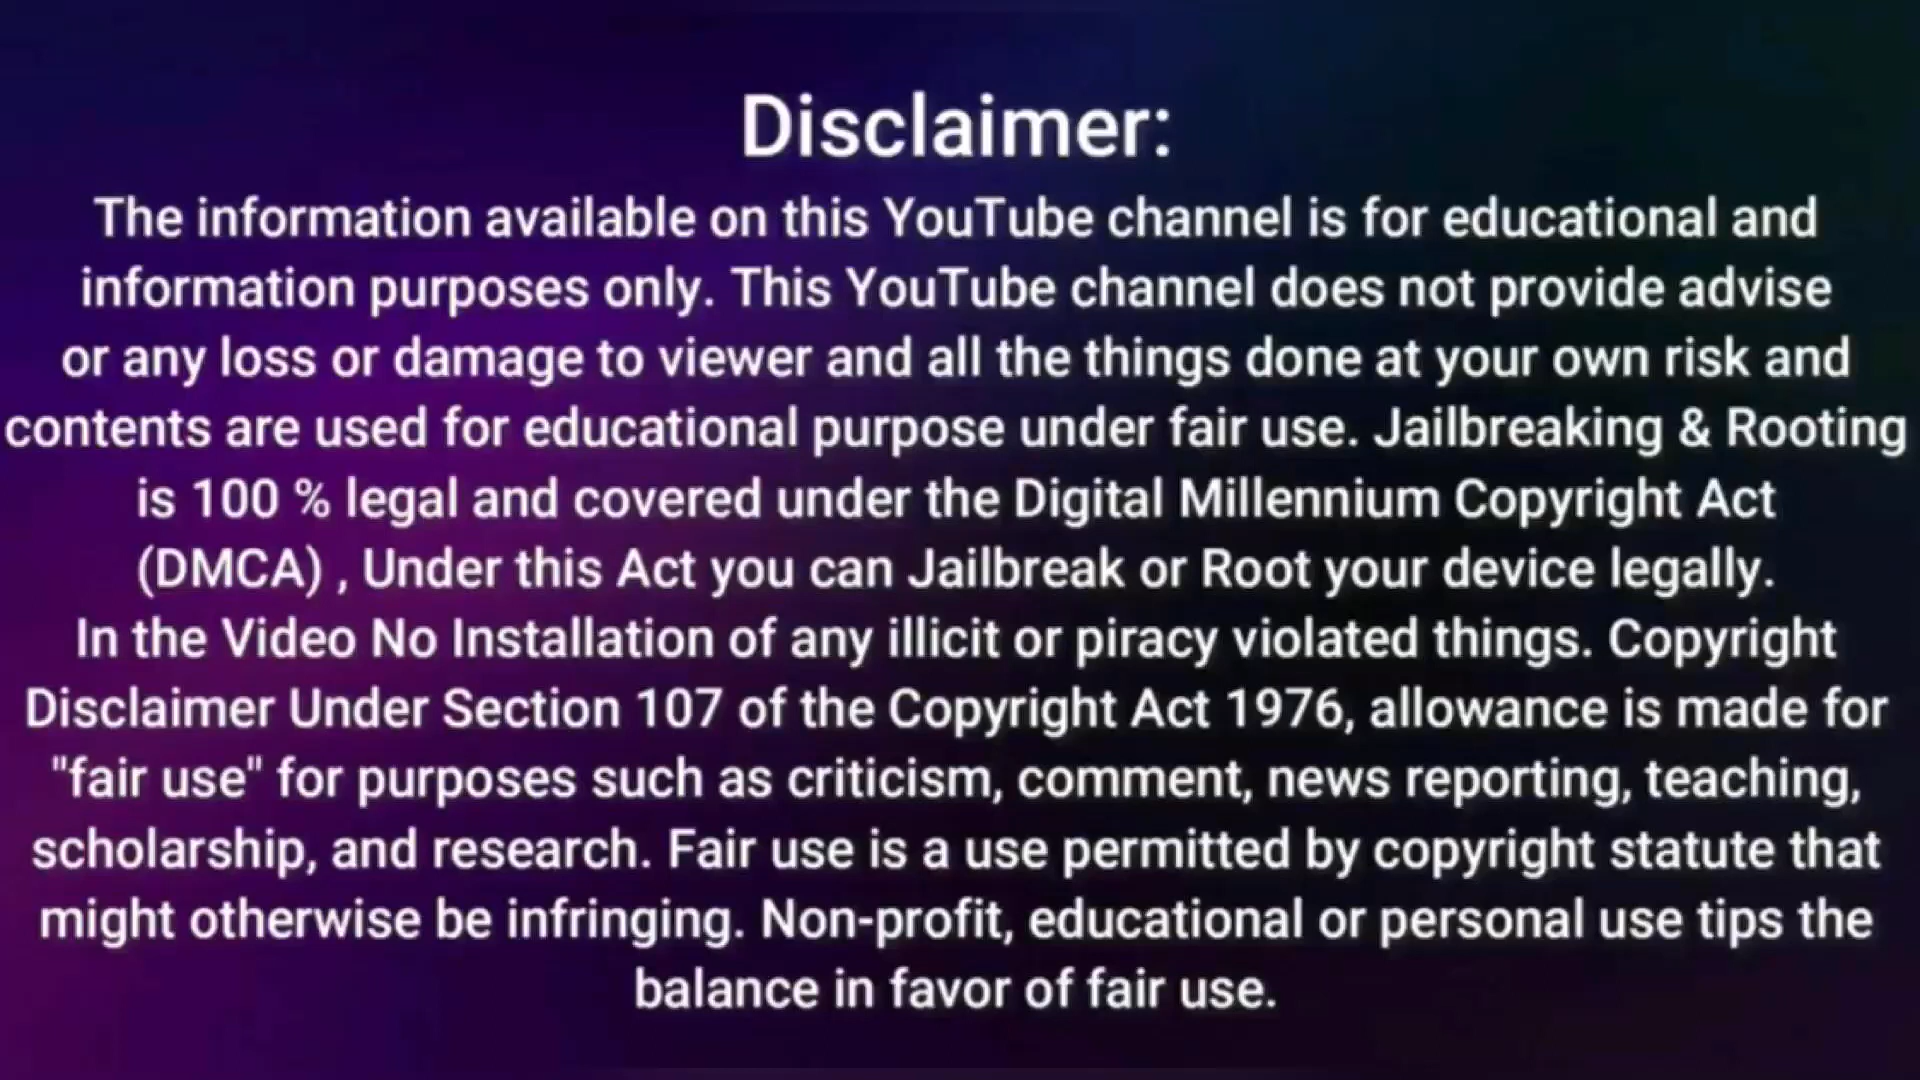 Disclaimer:
The information available on this YouTube channel is for educational and
information purposes only. This YouTube channel does not provide advise
or any loss or damage to viewer and all the things done at your own risk and
contents are used for educational purpose under fair use. Jailbreaking & Rooting
is 100 % legal and covered under the Digital Millennium Copyright Act
(DMCA) , Under this Act you can Jailbreak or Root your device legally.
In the Video No Installation of any illicit or piracy violated things. Copyright
Disclaimer Under Section 107 of the Copyright Act 1976, allowance is made for
"fair use" for purposes such as criticism, comment, news reporting, teaching,
scholarship, and research. Fair use is a use permitted by copyright statute that
might otherwise be infringing. Non-profit, educational or personal use tips the
balance in favor of fair use.